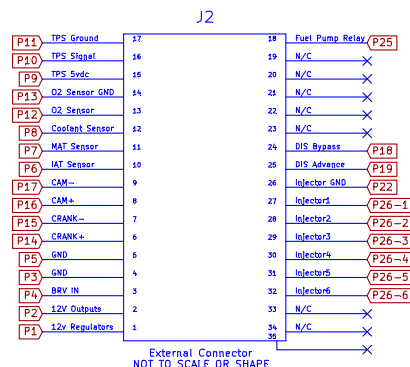 J2
P11 TPS Ground 17 18 Fuel Pump Relay P25
P10 TPS Signal 16 19 N/C
P9 TPS 5vdc 15 20 N/C
P13 O2 Sensor GND 14 21 N/C
P12 O2 Sensor 13 22 N/C
P8 Coolant Sensor 12 23 N/C
P7 MAT Sensor 11 24 DIS Bypass P18
P6 IAT Sensor 10 25 DIS Advance P19
P17 CAM- 9 26 Injector GND P22
P16 CAM+ 8 27 Injector1 P26-1
P15 CRANK- 7 28 Injector2 P26-2
P14 CRANK+ 6 29 Injector3 P26-3
P5 GND 5 30 Injector4 P26-4
P3 GND 4 31 Injector5 P26-5
P4 BRV IN 3 32 Injector6 P26-6
P2 12V Outputs 2 33 N/C
P1 12v Regulators 1 34 N/C
35
External Connector
NOT TO SCALE OR SHAPE